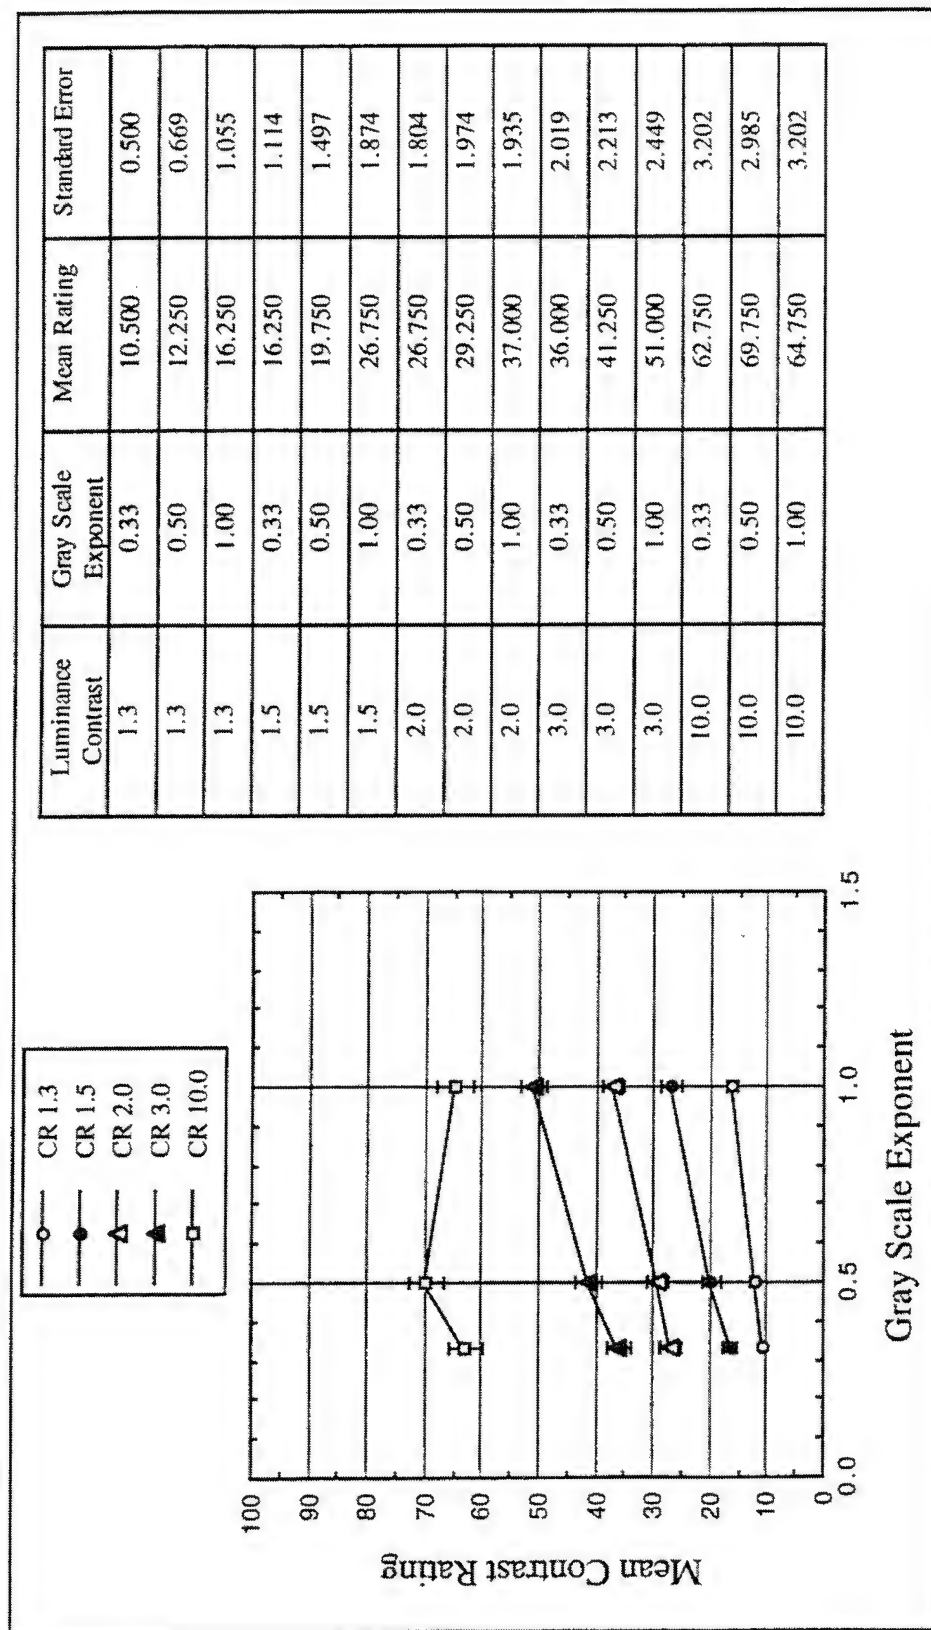 CR 1.3
CR 1.5
CR 2.0
CR 3.0
CR 10.0
Mean Contrast Rating
100
90
80
70
60
50
40
30
20
10
0
0.0 0.5 1.0 1.5
Gray Scale Exponent
Luminance Contrast Gray Scale Exponent Mean Rating Standard Error
1.3 0.33 10.500 0.500
1.3 0.50 12.250 0.669
1.3 1.00 16.250 1.055
1.5 0.33 16.250 1.114
1.5 0.50 19.750 1.497
1.5 1.00 26.750 1.874
2.0 0.33 26.750 1.804
2.0 0.50 29.250 1.974
2.0 1.00 37.000 1.935
3.0 0.33 36.000 2.019
3.0 0.50 41.250 2.213
3.0 1.00 51.000 2.449
10.0 0.33 62.750 3.202
10.0 0.50 69.750 2.985
10.0 1.00 64.750 3.202